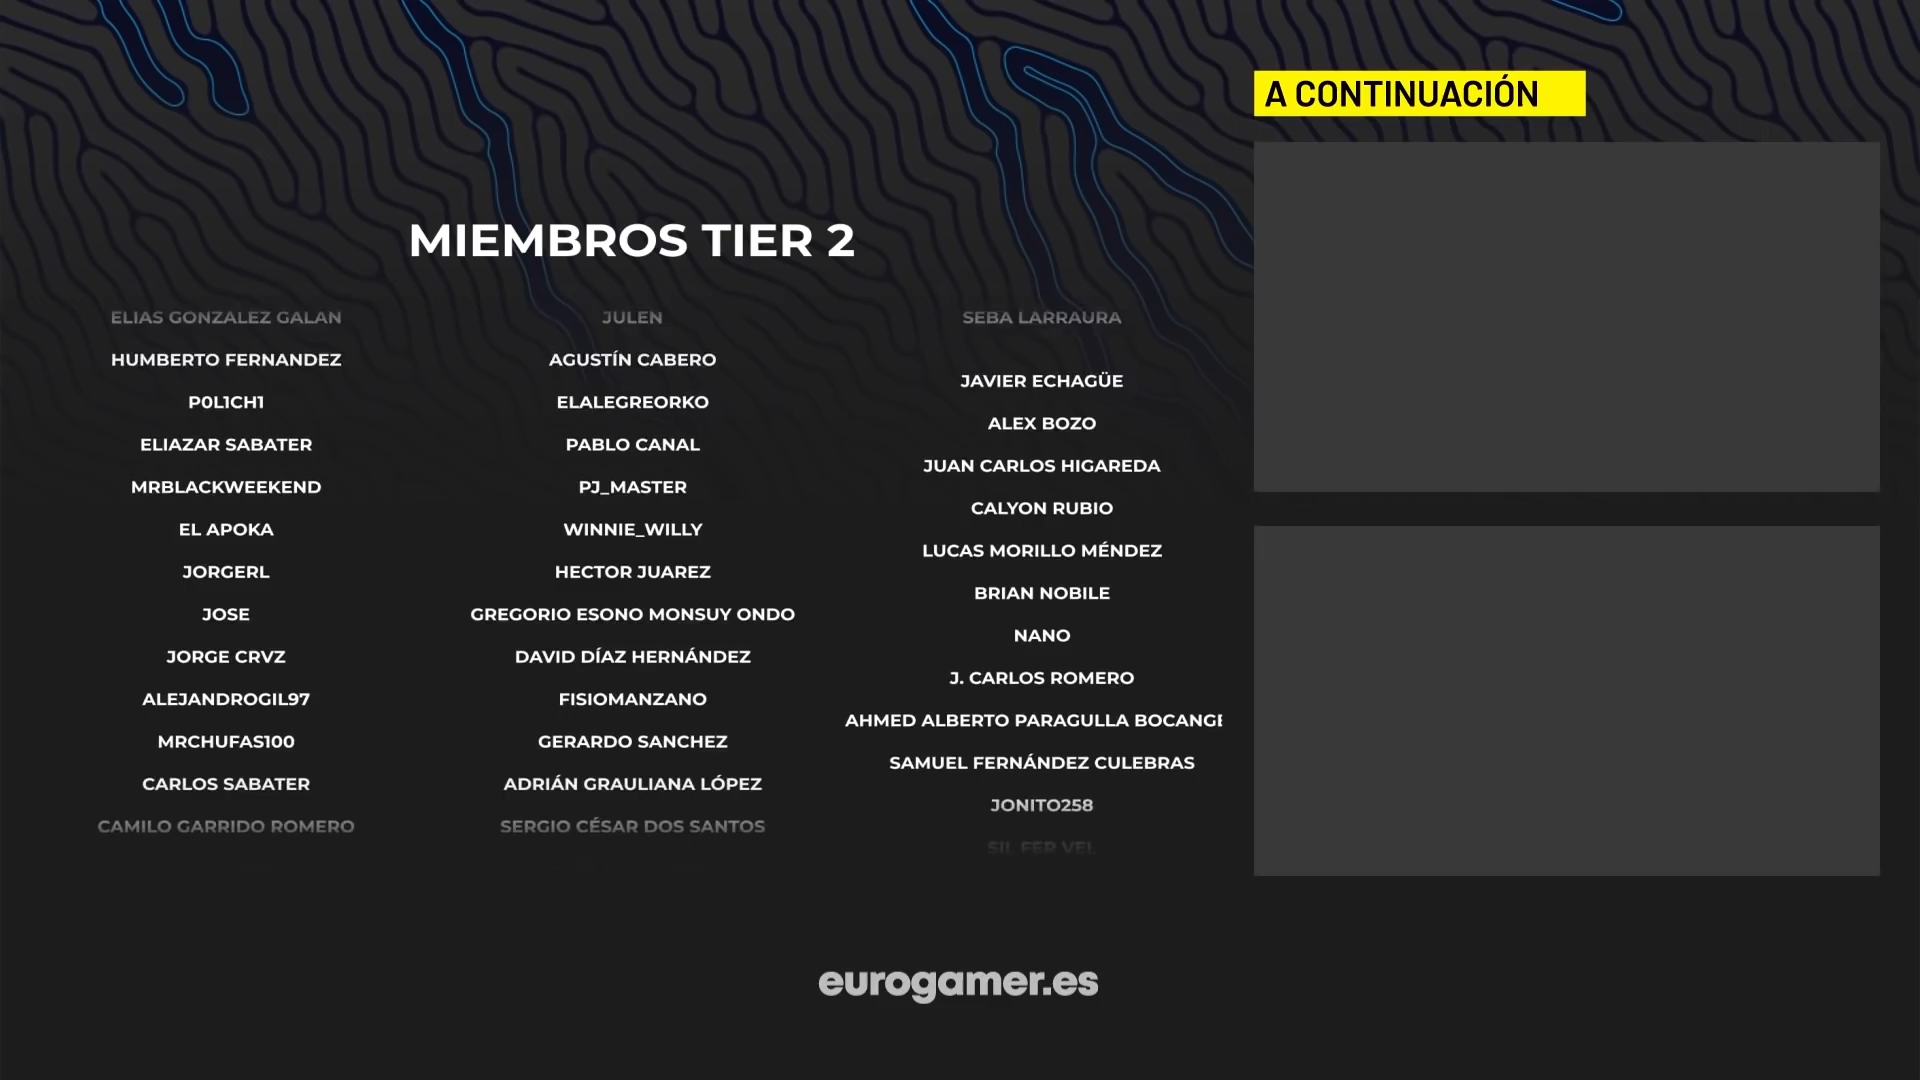 A CONTINUACIÓN
MIEMBROS TIER 2
ELIAS GONZALEZ GALAN
HUMBERTO FERNANDEZ
P0L1CH1
ELIAZAR SABATER
MRBLACKWEEKEND
EL APOKA
JORGERL
JOSE
JORGE CRVZ
ALEJANDROGIL97
MRCHUFAS100
CARLOS SABATER
CAMILO GARRIDO ROMERO
JULEN
AGUSTÍN CABERO
ELALEGREORKO
PABLO CANAL
PJ_MASTER
WINNIE_WILLY
HECTOR JUAREZ
GREGORIO ESONO MONSUY ONDO
DAVID DÍAZ HERNÁNDEZ
FISIOMANZANO
GERARDO SANCHEZ
ADRIÁN GRAULIANA LÓPEZ
SERGIO CÉSAR DOS SANTOS
SEBA LARRAURA
JAVIER ECHAGÜE
ALEX BOZO
JUAN CARLOS HIGAREDA
CALYON RUBIO
LUCAS MORILLO MÉNDEZ
BRIAN NOBILE
NANO
J. CARLOS ROMERO
AHMED ALBERTO PARAGULLA BOCANGE
SAMUEL FERNÁNDEZ CULEBRAS
JONITO258
SIL FER VEL
eurogamer.es